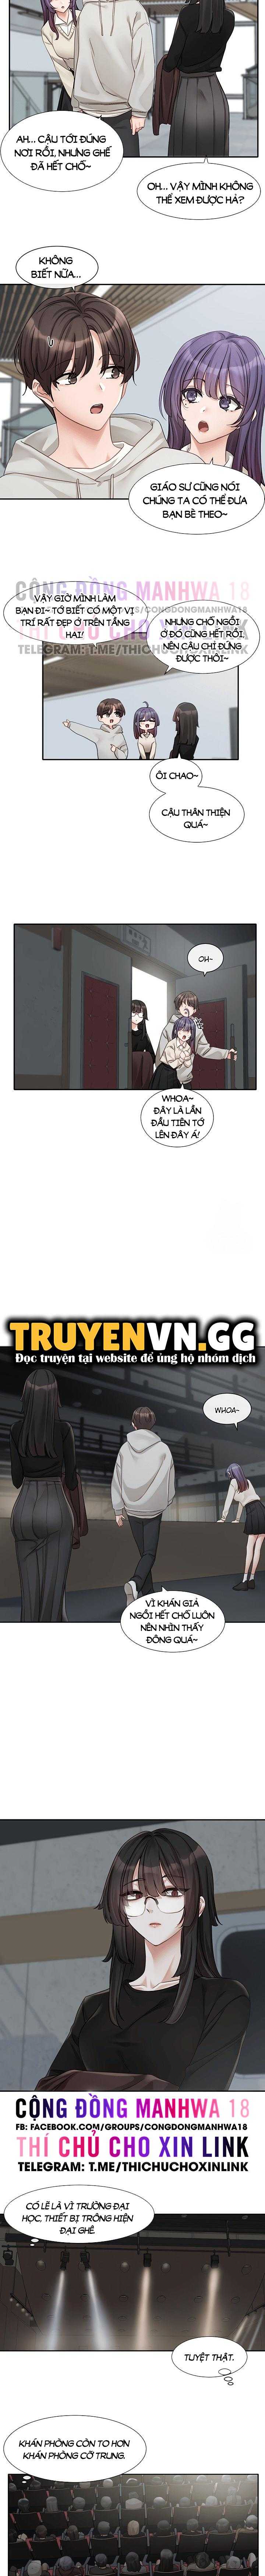 AH... CẬU TỚI ĐÚNG
NƠI RỒI, NHƯNG GHẾ
ĐÃ HẾT CHỖ~
OH... VẬY MÌNH KHÔNG
THỂ XEM ĐƯỢC HẢ?
KHÔNG
BIẾT NỮA...
GIÁO SƯ CŨNG NÓI
CHÚNG TA CÓ THỂ ĐƯA
BẠN BÈ THEO~
CỘNG ĐỒNG MANHWA 18
VẬY GIỜ MÌNH LÀM
BẠN ĐI~ TỚ BIẾT CÓ MỘT VỊ
TRÍ RẤT ĐẸP Ở TRÊN TẦNG
HAI!
NHƯNG CHỖ NGỒI
Ở ĐÓ CŨNG HẾT RỒI,
NÊN CẬU CHỈ ĐỨNG
ĐƯỢC THÔI~
TELEGRAM: T.ME/THICHUCHOXINLINK
ÔI CHAO~
CẬU THÂN THIỆN
QUÁ~
OH~
WHOA~
ĐÂY LÀ LẦN
ĐẦU TIÊN TỚ
LÊN ĐÂY Á!
TRUYENVN.GG
Đọc truyện tại website để ủng hộ nhóm dịch
WHOA~
VÌ KHÁN GIẢ
NGỒI HẾT CHỖ LUÔN
NÊN NHÌN THẤY
ĐÔNG QUÁ~
CỘNG ĐỒNG MANHWA 18
FB: FACEBOOK.COM/GROUPS/CONGDONGMANHWA18
THÍ CHỦ CHO XIN LINK
TELEGRAM: T.ME/THICHUCHOXINLINK
CÓ LẼ LÀ VÌ TRƯỜNG ĐẠI
HỌC, THIẾT BỊ TRÔNG HIỆN
ĐẠI GHÊ.
TUYỆT THẬT.
KHÁN PHÒNG CÒN TO HƠN
KHÁN PHÒNG CỠ TRUNG.